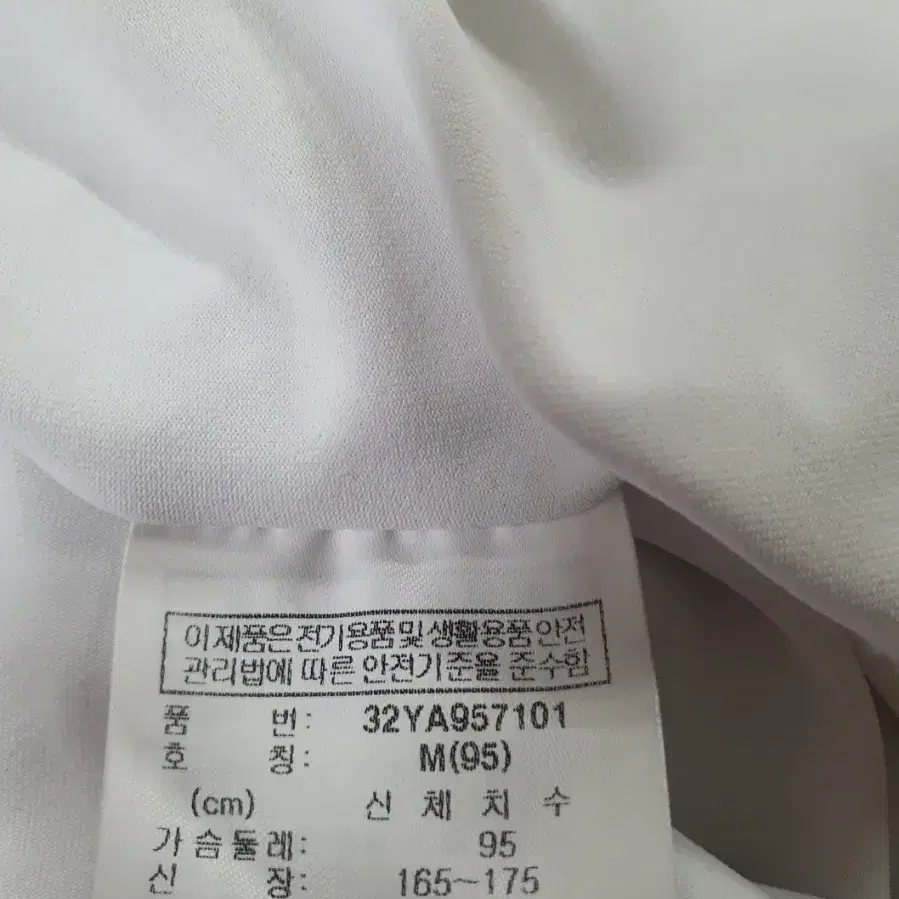 이 제품은 전기용품 및 생활용품 안전
관리법에 따른 안전기준을 준수함
품 번: 32YA957101
호 칭: M(95)
(cm) 신 체 치 수
가슴둘레: 95
신 장: 165~175